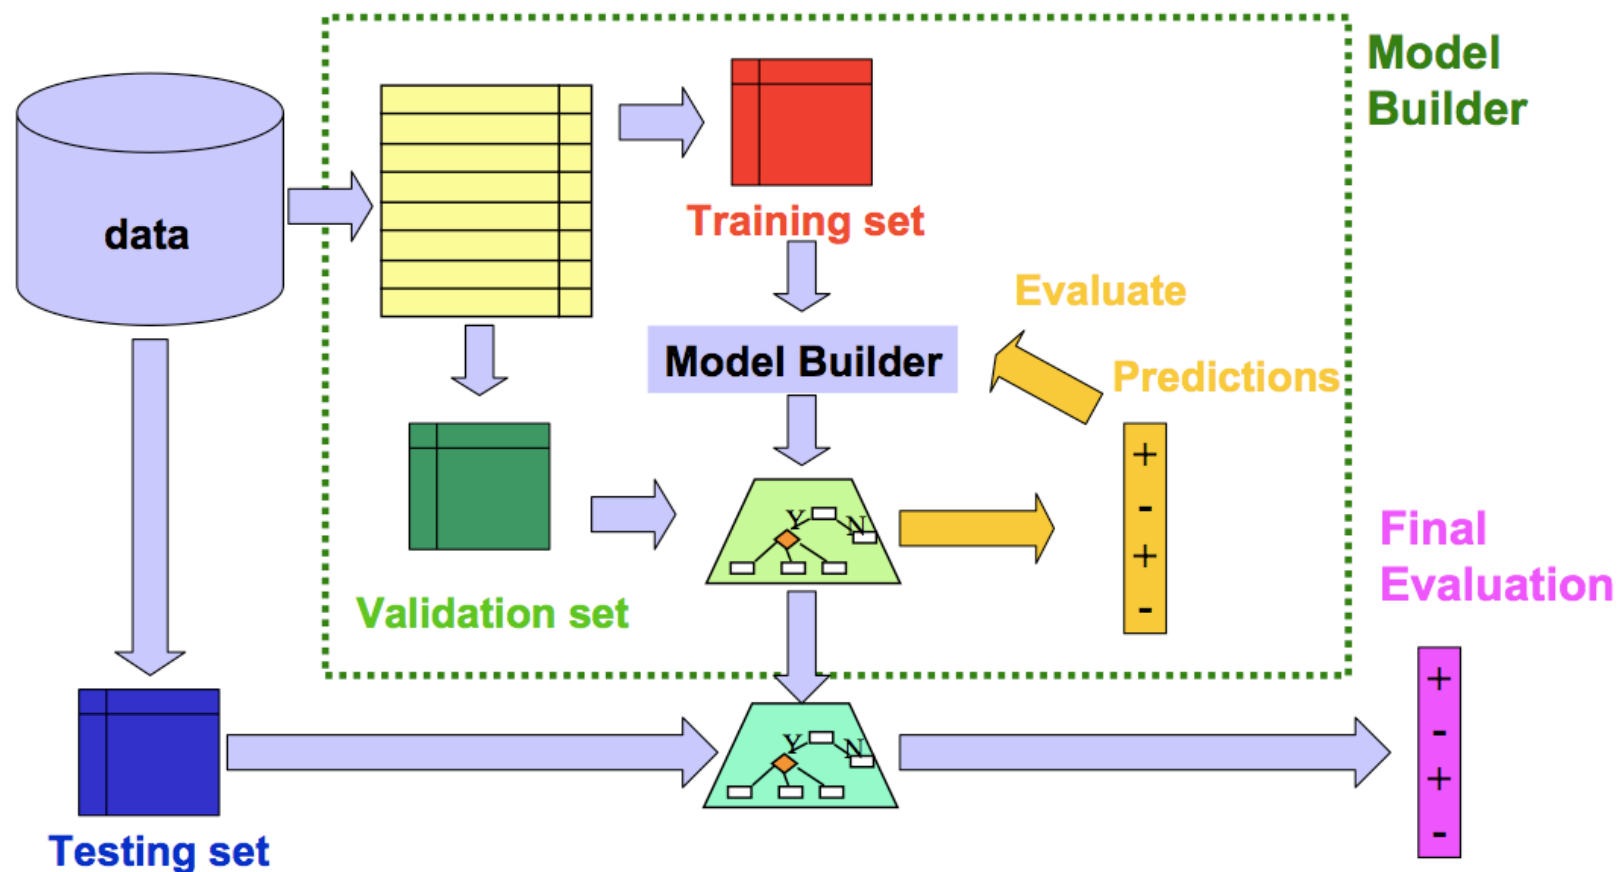 Model
Builder
data
Training set
Evaluate
Model Builder
Predictions
+
-
+
-
Y
N
Validation set
Final
Evaluation
+
-
+
-
Y
N
Testing set